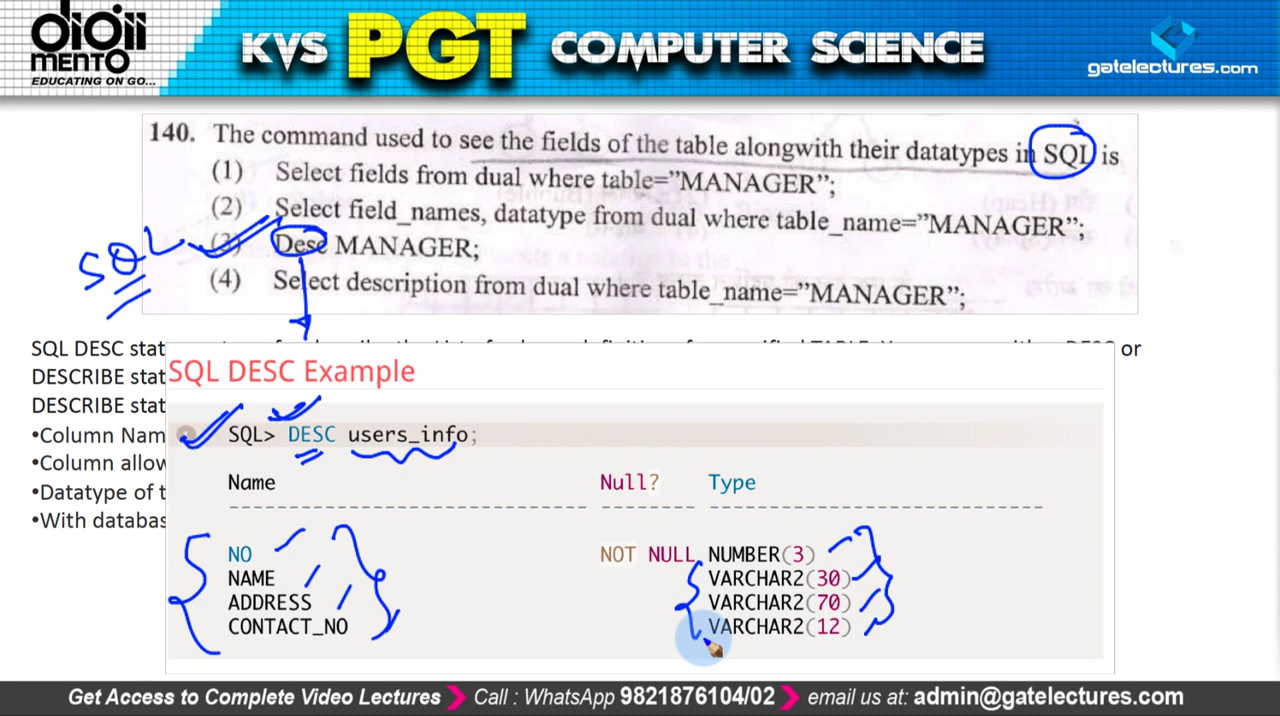 digii
MENTO
EDUCATING ON GO...
KVS PGT COMPUTER SCIENCE
gatelectures.com
140. The command used to see the fields of the table alongwith their datatypes in SQL is
(1) Select fields from dual where table="MANAGER";
(2) Select field_names, datatype from dual where table_name="MANAGER";
SQL
(3) Desc MANAGER;
(4) Select description from dual where table_name="MANAGER";
SQL DESC stat or
DESCRIBE stat
DESCRIBE stat
•Column Nam
•Column allow
•Datatype of t
•With databas
SQL DESC Example
SQL> DESC users_info;
Name Null? Type
------------------------------ -------- ----------------------------
NO NOT NULL NUMBER(3)
NAME VARCHAR2(30)
ADDRESS VARCHAR2(70)
CONTACT_NO VARCHAR2(12)
Get Access to Complete Video Lectures Call : WhatsApp 9821876104/02 email us at: admin@gatelectures.com